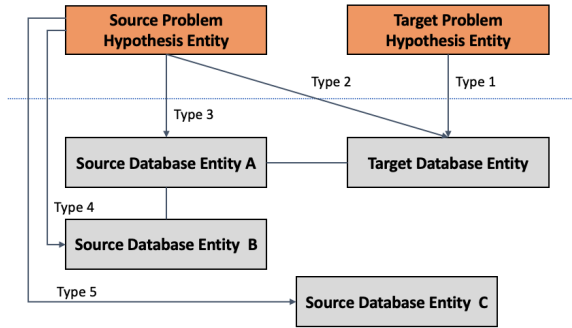 Source Problem
Hypothesis Entity
Target Problem
Hypothesis Entity
Type 2
Type 1
Type 3
Source Database Entity A
Target Database Entity
Type 4
Source Database Entity B
Type 5
Source Database Entity C